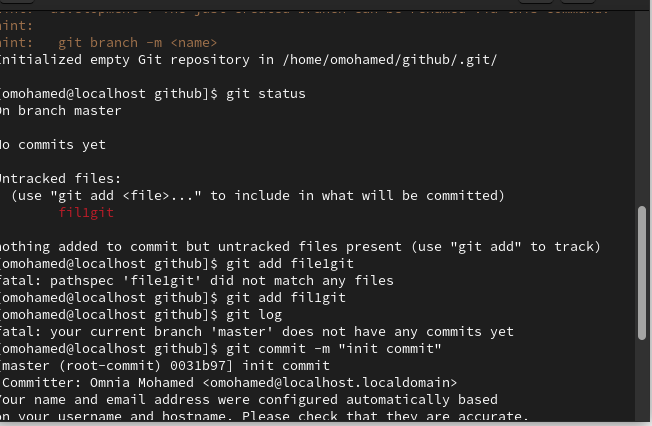 hint:
hint:   git branch -m <name>
Initialized empty Git repository in /home/omohamed/github/.git/
[omohamed@localhost github]$ git status
On branch master
No commits yet
Untracked files:
  (use "git add <file>..." to include in what will be committed)
        fil1git
nothing added to commit but untracked files present (use "git add" to track)
[omohamed@localhost github]$ git add file1git
fatal: pathspec 'file1git' did not match any files
[omohamed@localhost github]$ git add fil1git
[omohamed@localhost github]$ git log
fatal: your current branch 'master' does not have any commits yet
[omohamed@localhost github]$ git commit -m "init commit"
[master (root-commit) 0031b97] init commit
 Committer: Omnia Mohamed <omohamed@localhost.localdomain>
Your name and email address were configured automatically based
on your username and hostname. Please check that they are accurate.